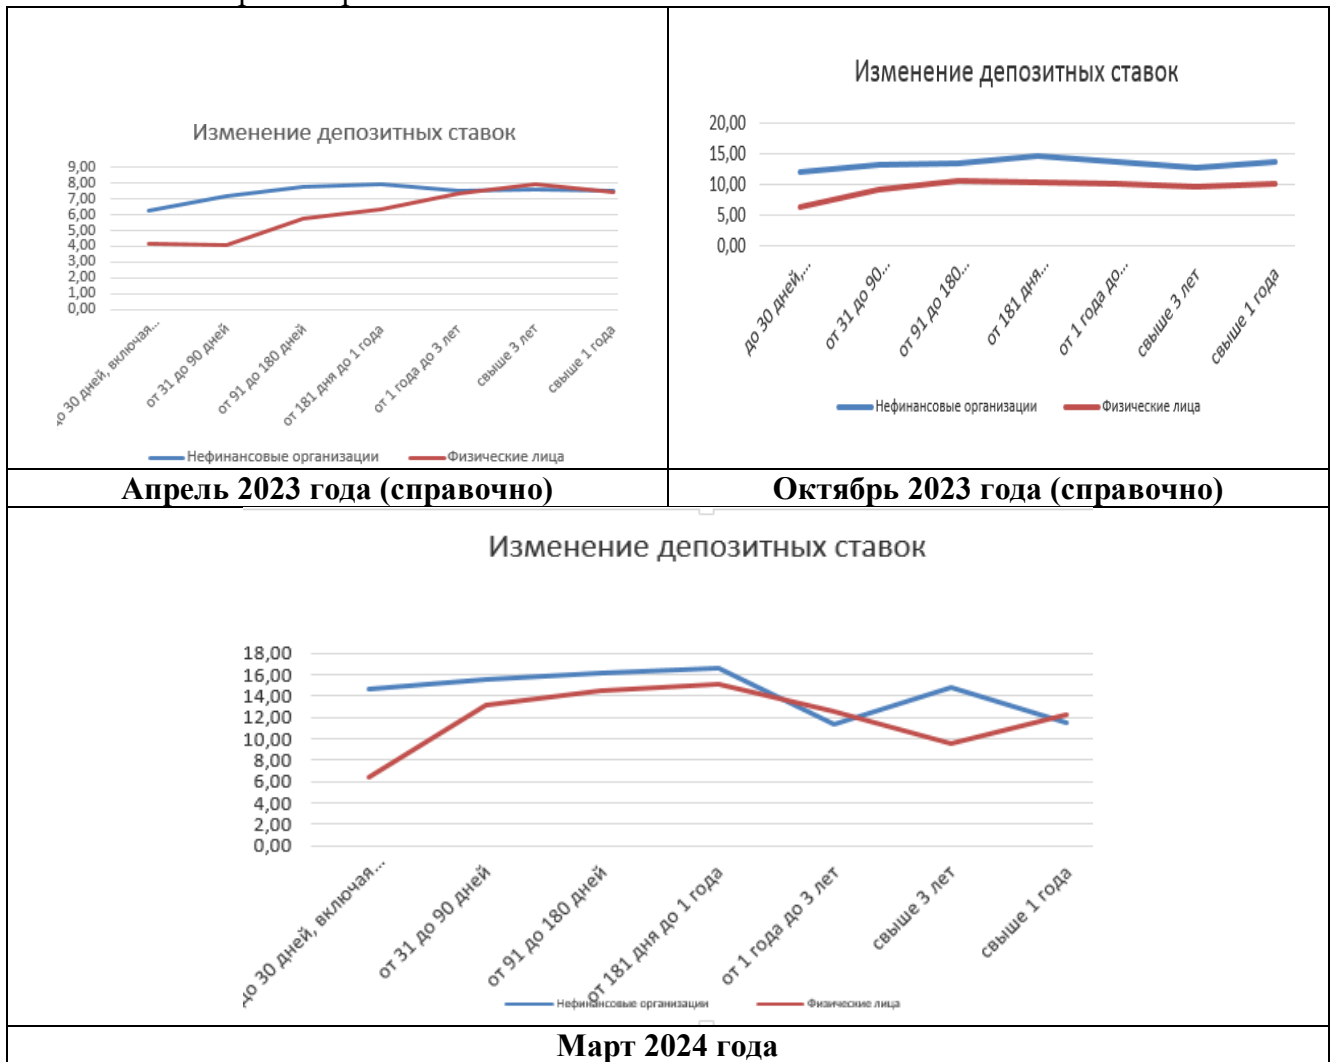 Изменение депозитных ставок
9,00
8,00
7,00
6,00
5,00
4,00
3,00
2,00
1,00
0,00
до 30 дней, включая...
от 31 до 90 дней
от 91 до 180 дней
от 181 дня до 1 года
от 1 года до 3 лет
свыше 3 лет
свыше 1 года
Нефинансовые организации
Физические лица
Изменение депозитных ставок
20,00
15,00
10,00
5,00
0,00
до 30 дней,...
от 31 до 90...
от 91 до 180...
от 181 дня...
от 1 года до...
свыше 3 лет
свыше 1 года
Нефинансовые организации
Физические лица
Апрель 2023 года (справочно)
Октябрь 2023 года (справочно)
Изменение депозитных ставок
18,00
16,00
14,00
12,00
10,00
8,00
6,00
4,00
2,00
0,00
до 30 дней, включая...
от 31 до 90 дней
от 91 до 180 дней
от 181 дня до 1 года
от 1 года до 3 лет
свыше 3 лет
свыше 1 года
Нефинансовые организации
Физические лица
Март 2024 года